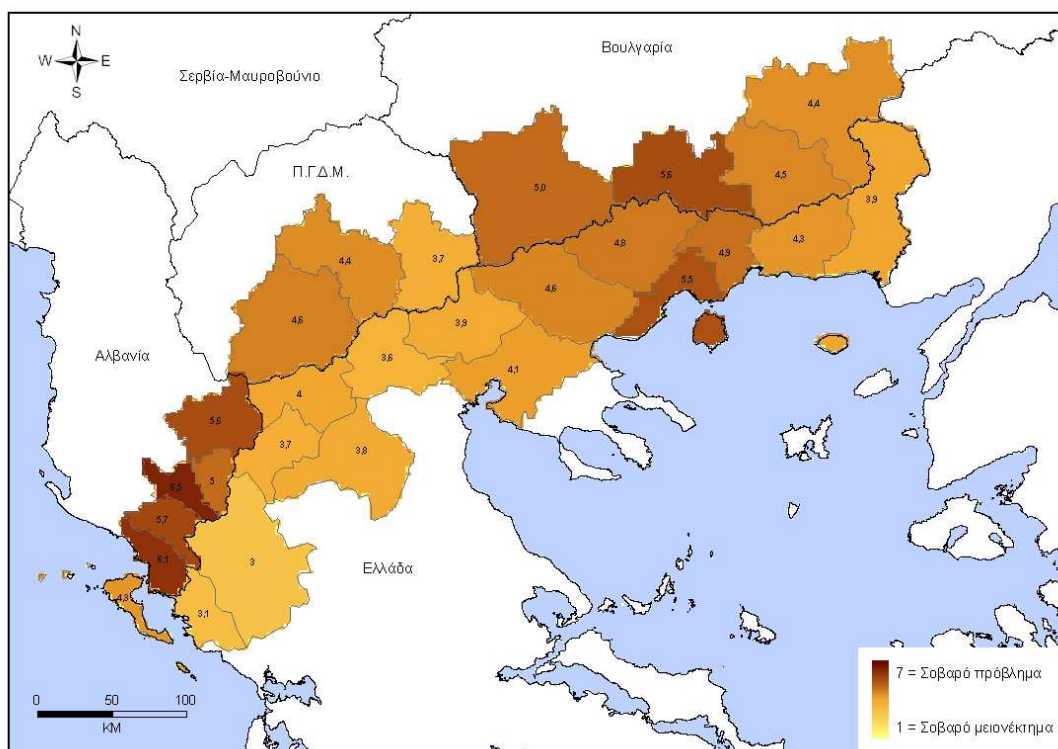 N
W E
S
Βουλγαρία
Σερβία-Μαυροβούνιο
4,4
Π.Γ.Δ.Μ.
5,0
5,6
4,5
3,9
4,4
3,7
4,8
4,9
4,3
4,6
4,6
5,5
3,9
3,6
4,1
Αλβανία
4
5,6
3,7
3,8
5
6,5
5,7
6,1
3
Ελλάδα
4,3
3,1
7 = Σοβαρό πρόβλημα
1 = Σοβαρό μειονέκτημα
0 50 100
KM